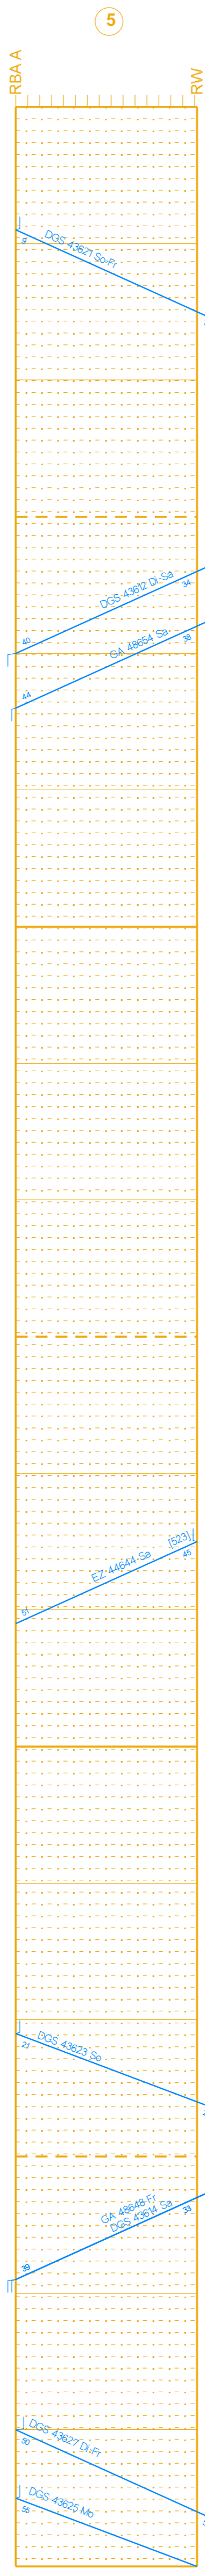 5
RBA A
RW
DGS 43621 So-Fr
9
DGS 43612 Di-Sa
34
40
GA 48654 Sa
38
44
[523]
EZ 44644 Sa
45
51
DGS 43623 So
23
GA 48648 Fr
DGS 43614 Sa
33
39
DGS 43627 Di-Fr
50
DGS 43625 Mo
55